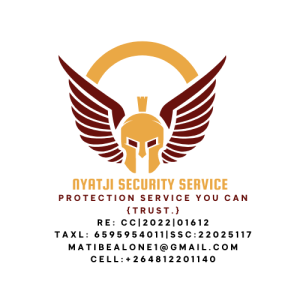 NYATJI SECURITY SERVICE
PROTECTION SERVICE YOU CAN
{TRUST.}
RE: CC|2022|01612
TAXL: 6595954011|SSC:22025117
MATIBEALONE1@GMAIL.COM
CELL:+264812201140